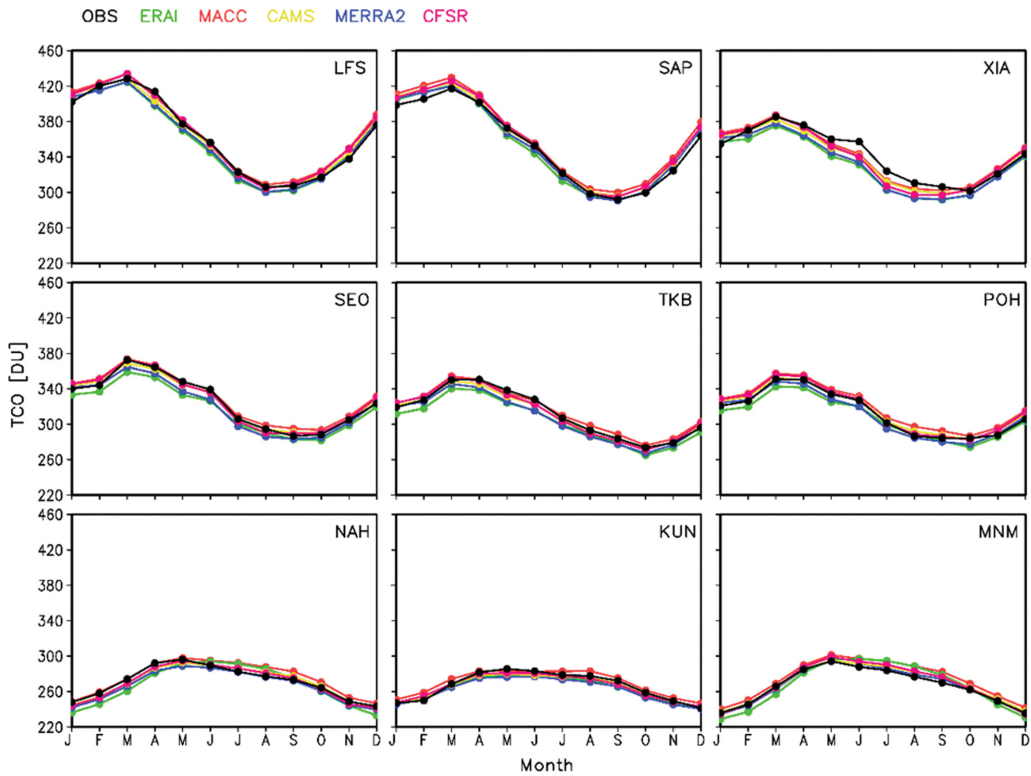 OBS ERAI MACC CAMS MERRA2 CFSR
460 LFS SAP XIA
420
380
340
300
260
220
460 SEO TKB POH
420
380
340
300
260
220
TCO [DU]
460 NAH KUN MNM
420
380
340
300
260
220
J F M A M J J A S O N D J F M A M J J A S O N D J F M A M J J A S O N D
Month